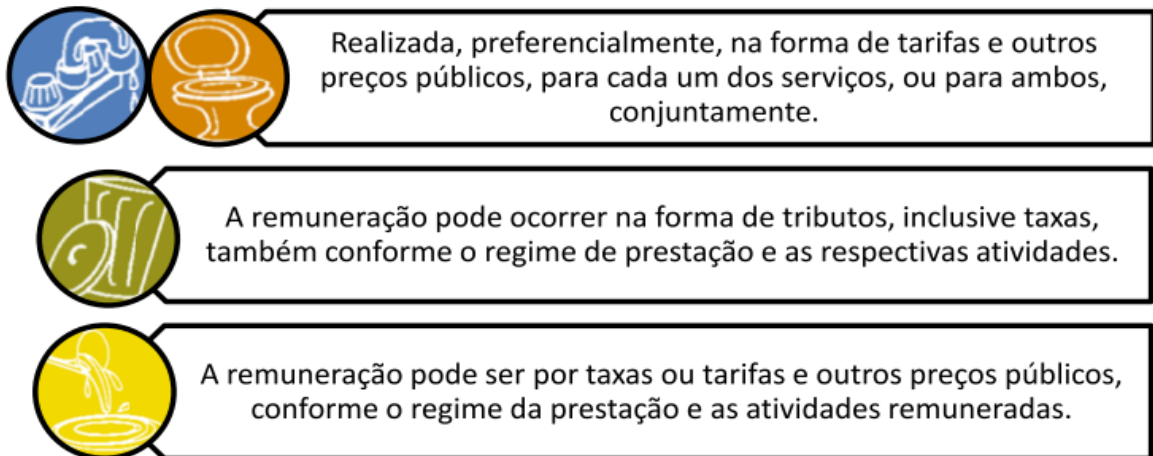 Realizada, preferencialmente, na forma de tarifas e outros
preços públicos, para cada um dos serviços, ou para ambos,
conjuntamente.
A remuneração pode ocorrer na forma de tributos, inclusive taxas,
também conforme o regime de prestação e as respectivas atividades.
A remuneração pode ser por taxas ou tarifas e outros preços públicos,
conforme o regime da prestação e as atividades remuneradas.